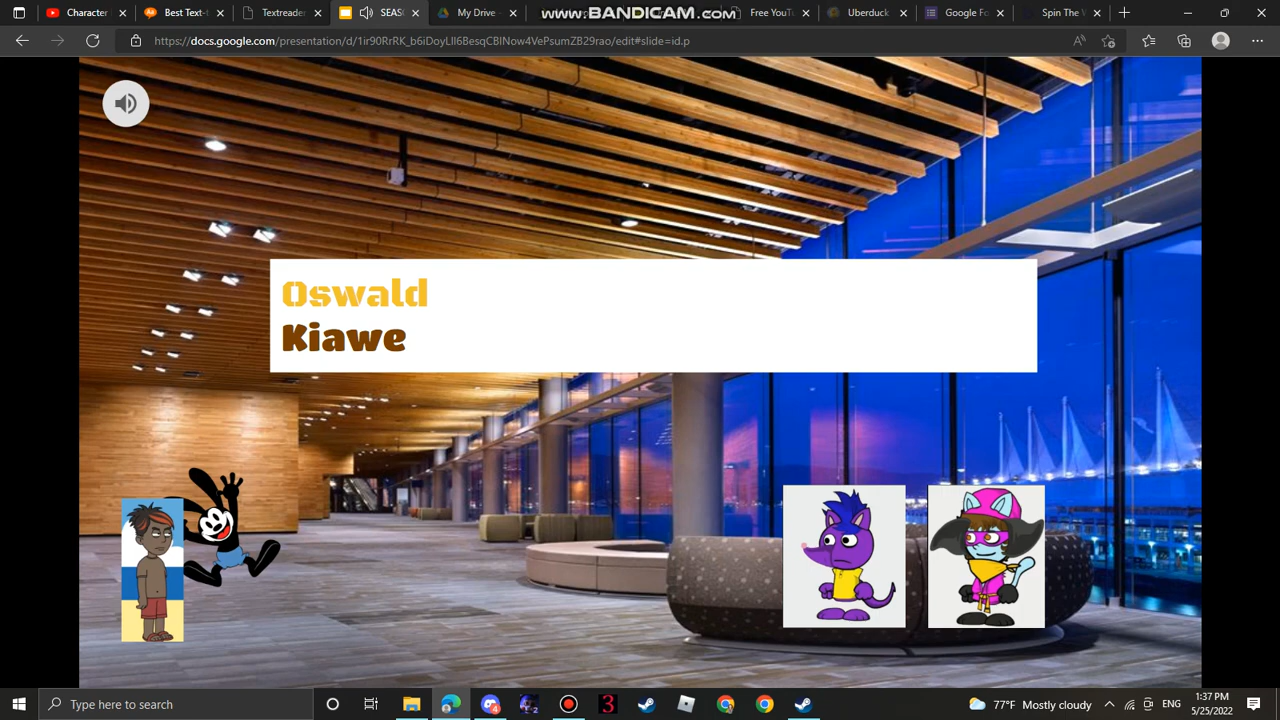 Character
Best Text-t
Textreader
SEAS
My Drive
www.BANDICAM.com
Free YouTu
Uberduck
Google Fo
Spin The W
https://docs.google.com/presentation/d/1ir90RrRK_b6iDoyLlI6BesqCBINow4VePsumZB29rao/edit#slide=id.p
Oswald
Kiawe
Type here to search
77°F Mostly cloudy
ENG
1:37 PM
5/25/2022